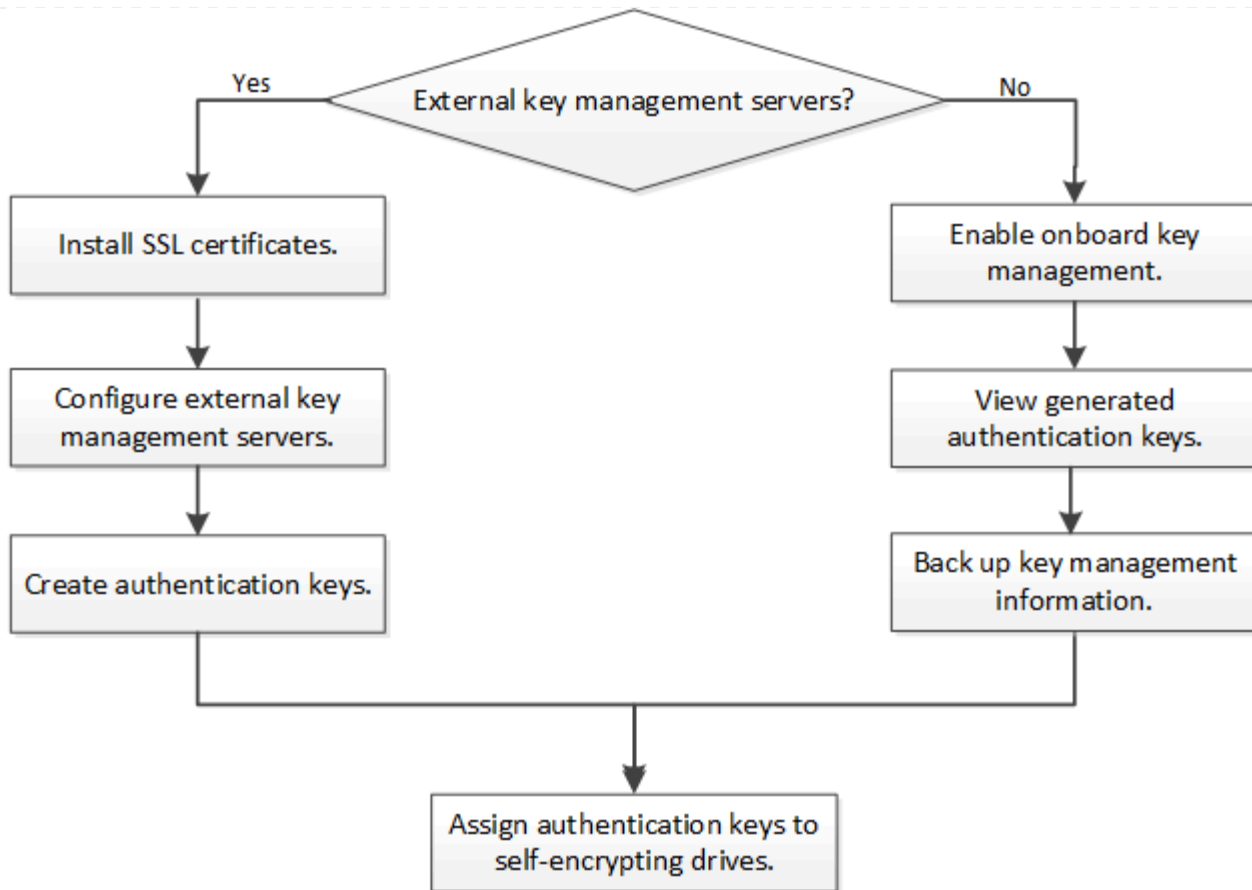 External key management servers?
Yes
No
Install SSL certificates.
Configure external key
management servers.
Create authentication keys.
Enable onboard key
management.
View generated
authentication keys.
Back up key management
information.
Assign authentication keys to
self-encrypting drives.